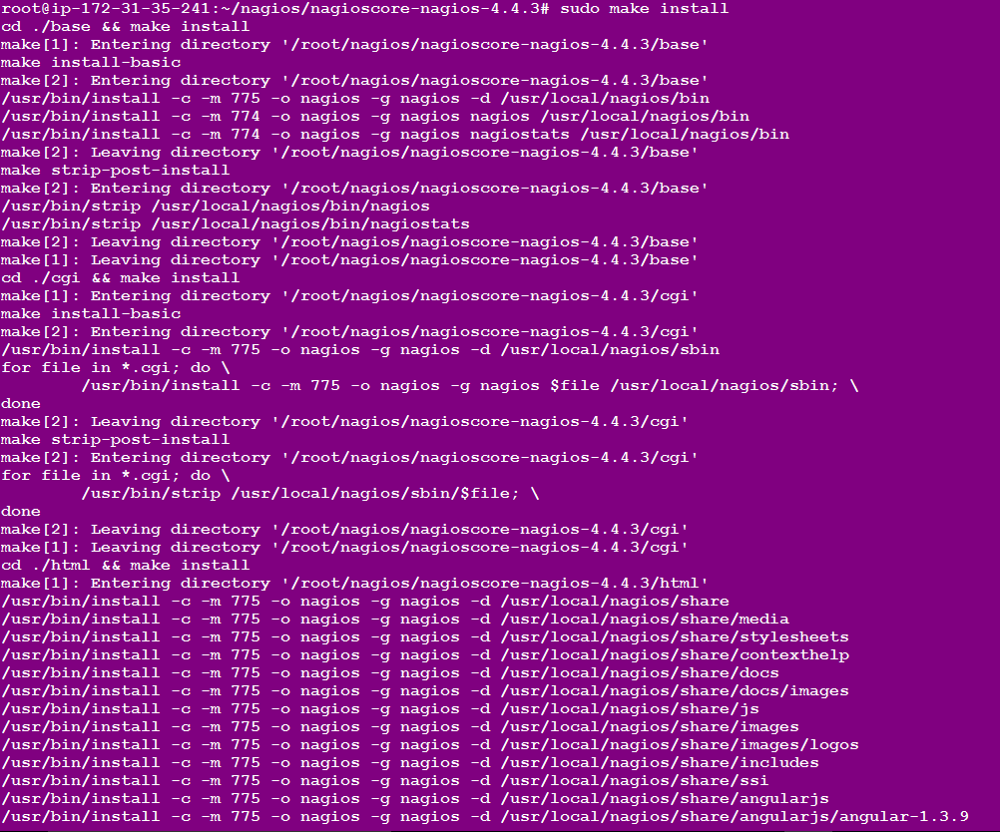 root@ip-172-31-35-241:~/nagios/nagioscore-nagios-4.4.3# sudo make install
cd ./base && make install
make[1]: Entering directory '/root/nagios/nagioscore-nagios-4.4.3/base'
make install-basic
make[2]: Entering directory '/root/nagios/nagioscore-nagios-4.4.3/base'
/usr/bin/install -c -m 775 -o nagios -g nagios -d /usr/local/nagios/bin
/usr/bin/install -c -m 774 -o nagios -g nagios nagios /usr/local/nagios/bin
/usr/bin/install -c -m 774 -o nagios -g nagios nagiostats /usr/local/nagios/bin
make[2]: Leaving directory '/root/nagios/nagioscore-nagios-4.4.3/base'
make strip-post-install
make[2]: Entering directory '/root/nagios/nagioscore-nagios-4.4.3/base'
/usr/bin/strip /usr/local/nagios/bin/nagios
/usr/bin/strip /usr/local/nagios/bin/nagiostats
make[2]: Leaving directory '/root/nagios/nagioscore-nagios-4.4.3/base'
make[1]: Leaving directory '/root/nagios/nagioscore-nagios-4.4.3/base'
cd ./cgi && make install
make[1]: Entering directory '/root/nagios/nagioscore-nagios-4.4.3/cgi'
make install-basic
make[2]: Entering directory '/root/nagios/nagioscore-nagios-4.4.3/cgi'
/usr/bin/install -c -m 775 -o nagios -g nagios -d /usr/local/nagios/sbin
for file in *.cgi; do \
        /usr/bin/install -c -m 775 -o nagios -g nagios $file /usr/local/nagios/sbin; \
done
make[2]: Leaving directory '/root/nagios/nagioscore-nagios-4.4.3/cgi'
make strip-post-install
make[2]: Entering directory '/root/nagios/nagioscore-nagios-4.4.3/cgi'
for file in *.cgi; do \
        /usr/bin/strip /usr/local/nagios/sbin/$file; \
done
make[2]: Leaving directory '/root/nagios/nagioscore-nagios-4.4.3/cgi'
make[1]: Leaving directory '/root/nagios/nagioscore-nagios-4.4.3/cgi'
cd ./html && make install
make[1]: Entering directory '/root/nagios/nagioscore-nagios-4.4.3/html'
/usr/bin/install -c -m 775 -o nagios -g nagios -d /usr/local/nagios/share
/usr/bin/install -c -m 775 -o nagios -g nagios -d /usr/local/nagios/share/media
/usr/bin/install -c -m 775 -o nagios -g nagios -d /usr/local/nagios/share/stylesheets
/usr/bin/install -c -m 775 -o nagios -g nagios -d /usr/local/nagios/share/contexthelp
/usr/bin/install -c -m 775 -o nagios -g nagios -d /usr/local/nagios/share/docs
/usr/bin/install -c -m 775 -o nagios -g nagios -d /usr/local/nagios/share/docs/images
/usr/bin/install -c -m 775 -o nagios -g nagios -d /usr/local/nagios/share/js
/usr/bin/install -c -m 775 -o nagios -g nagios -d /usr/local/nagios/share/images
/usr/bin/install -c -m 775 -o nagios -g nagios -d /usr/local/nagios/share/images/logos
/usr/bin/install -c -m 775 -o nagios -g nagios -d /usr/local/nagios/share/includes
/usr/bin/install -c -m 775 -o nagios -g nagios -d /usr/local/nagios/share/ssi
/usr/bin/install -c -m 775 -o nagios -g nagios -d /usr/local/nagios/share/angularjs
/usr/bin/install -c -m 775 -o nagios -g nagios -d /usr/local/nagios/share/angularjs/angular-1.3.9